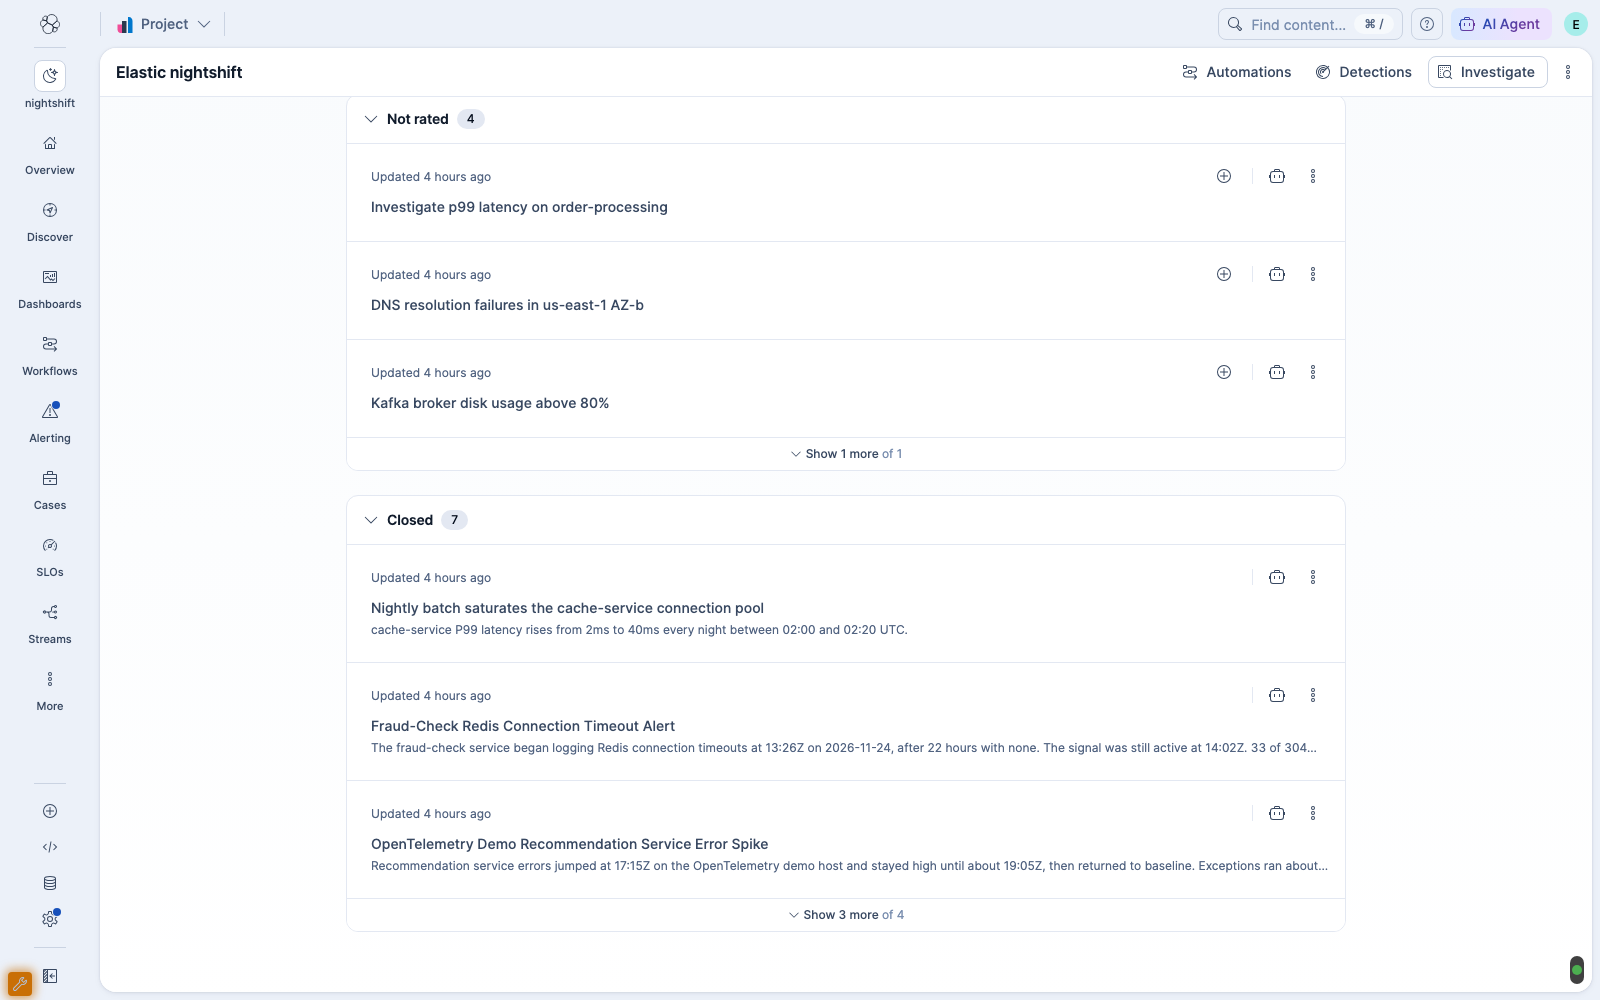 Project
Find content...
⌘ /
AI Agent
E
Elastic nightshift
Automations
Detections
Investigate
nightshift
Overview
Discover
Dashboards
Workflows
Alerting
Cases
SLOs
Streams
More
Not rated 4
Updated 4 hours ago
Investigate p99 latency on order-processing
Updated 4 hours ago
DNS resolution failures in us-east-1 AZ-b
Updated 4 hours ago
Kafka broker disk usage above 80%
Show 1 more of 1
Closed 7
Updated 4 hours ago
Nightly batch saturates the cache-service connection pool
cache-service P99 latency rises from 2ms to 40ms every night between 02:00 and 02:20 UTC.
Updated 4 hours ago
Fraud-Check Redis Connection Timeout Alert
The fraud-check service began logging Redis connection timeouts at 13:26Z on 2026-11-24, after 22 hours with none. The signal was still active at 14:02Z. 33 of 304...
Updated 4 hours ago
OpenTelemetry Demo Recommendation Service Error Spike
Recommendation service errors jumped at 17:15Z on the OpenTelemetry demo host and stayed high until about 19:05Z, then returned to baseline. Exceptions ran about...
Show 3 more of 4